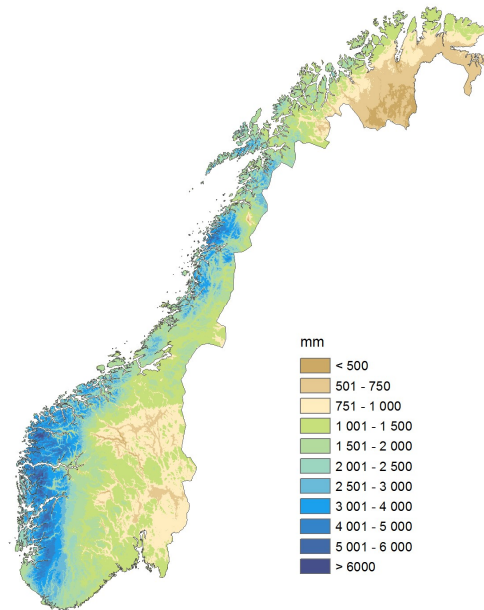 mm
< 500
501 - 750
751 - 1 000
1 001 - 1 500
1 501 - 2 000
2 001 - 2 500
2 501 - 3 000
3 001 - 4 000
4 001 - 5 000
5 001 - 6 000
> 6000